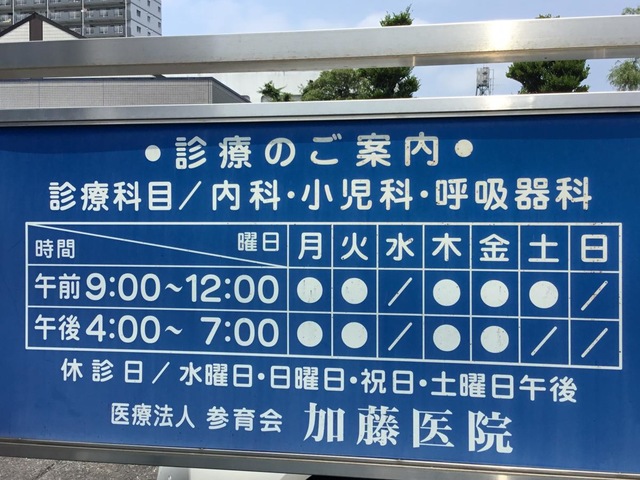 ●診療のご案内●
診療科目/内科・小児科・呼吸器科
時間 曜日 月 火 水 木 金 土 日
午前 9:00~12:00 ● ● / ● ● ● /
午後 4:00~ 7:00 ● ● / ● ● / /
休診日/水曜日・日曜日・祝日・土曜日午後
医療法人 参育会 加藤医院